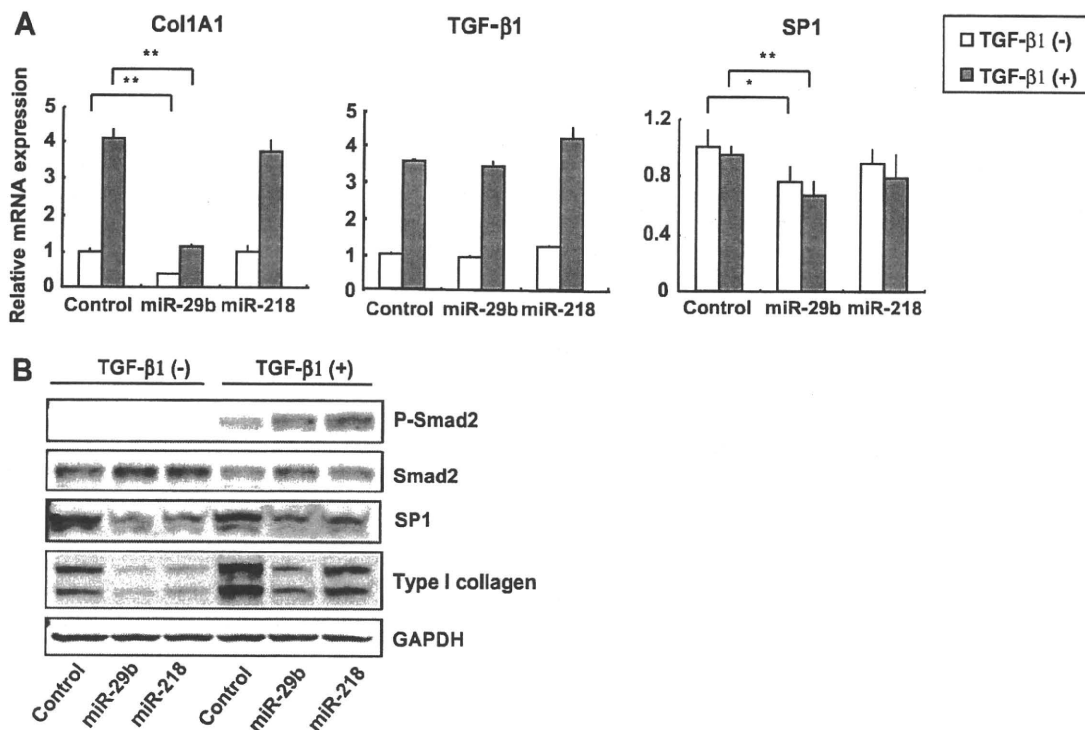 A
Col1A1
TGF-β1
SP1
TGF-β1 (-)
TGF-β1 (+)
**
**
**
*
Relative mRNA expression
5
4
3
2
1
0
Control miR-29b miR-218
5
4
3
2
1
0
Control miR-29b miR-218
1.2
0.8
0.4
0
Control miR-29b miR-218
B
TGF-β1 (-) TGF-β1 (+)
P-Smad2
Smad2
SP1
Type I collagen
GAPDH
Control miR-29b miR-218 Control miR-29b miR-218